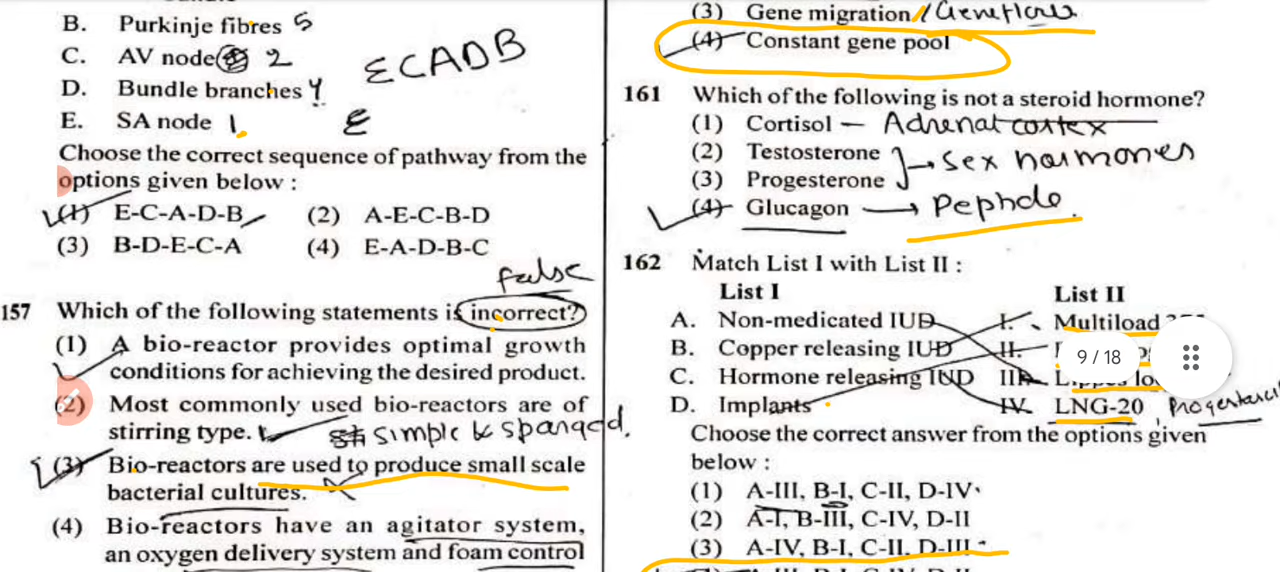 B. Purkinje fibres 5
C. AV node 2
ECADB
D. Bundle branches 4
E. SA node 1.
E
Choose the correct sequence of pathway from the
options given below :
(1) E-C-A-D-B (2) A-E-C-B-D
(3) B-D-E-C-A (4) E-A-D-B-C
false
157 Which of the following statements is incorrect?
(1) A bio-reactor provides optimal growth
conditions for achieving the desired product.
(2) Most commonly used bio-reactors are of
stirring type. simple & sparged.
(3) Bio-reactors are used to produce small scale
bacterial cultures.
(4) Bio-reactors have an agitator system,
an oxygen delivery system and foam control
(3) Gene migration / Geneflow
(4) Constant gene pool
161 Which of the following is not a steroid hormone?
(1) Cortisol — Adrenal cortex
(2) Testosterone
(3) Progesterone → Sex hormones
(4) Glucagon → Peptide.
162 Match List I with List II :
List I List II
A. Non-medicated IUD I. Multiload
B. Copper releasing IUD II.
9 / 18
C. Hormone releasing IUD III.
D. Implants IV. LNG-20
Choose the correct answer from the options given
below :
(1) A-III, B-I, C-II, D-IV
(2) A-I, B-III, C-IV, D-II
(3) A-IV, B-I, C-II, D-III